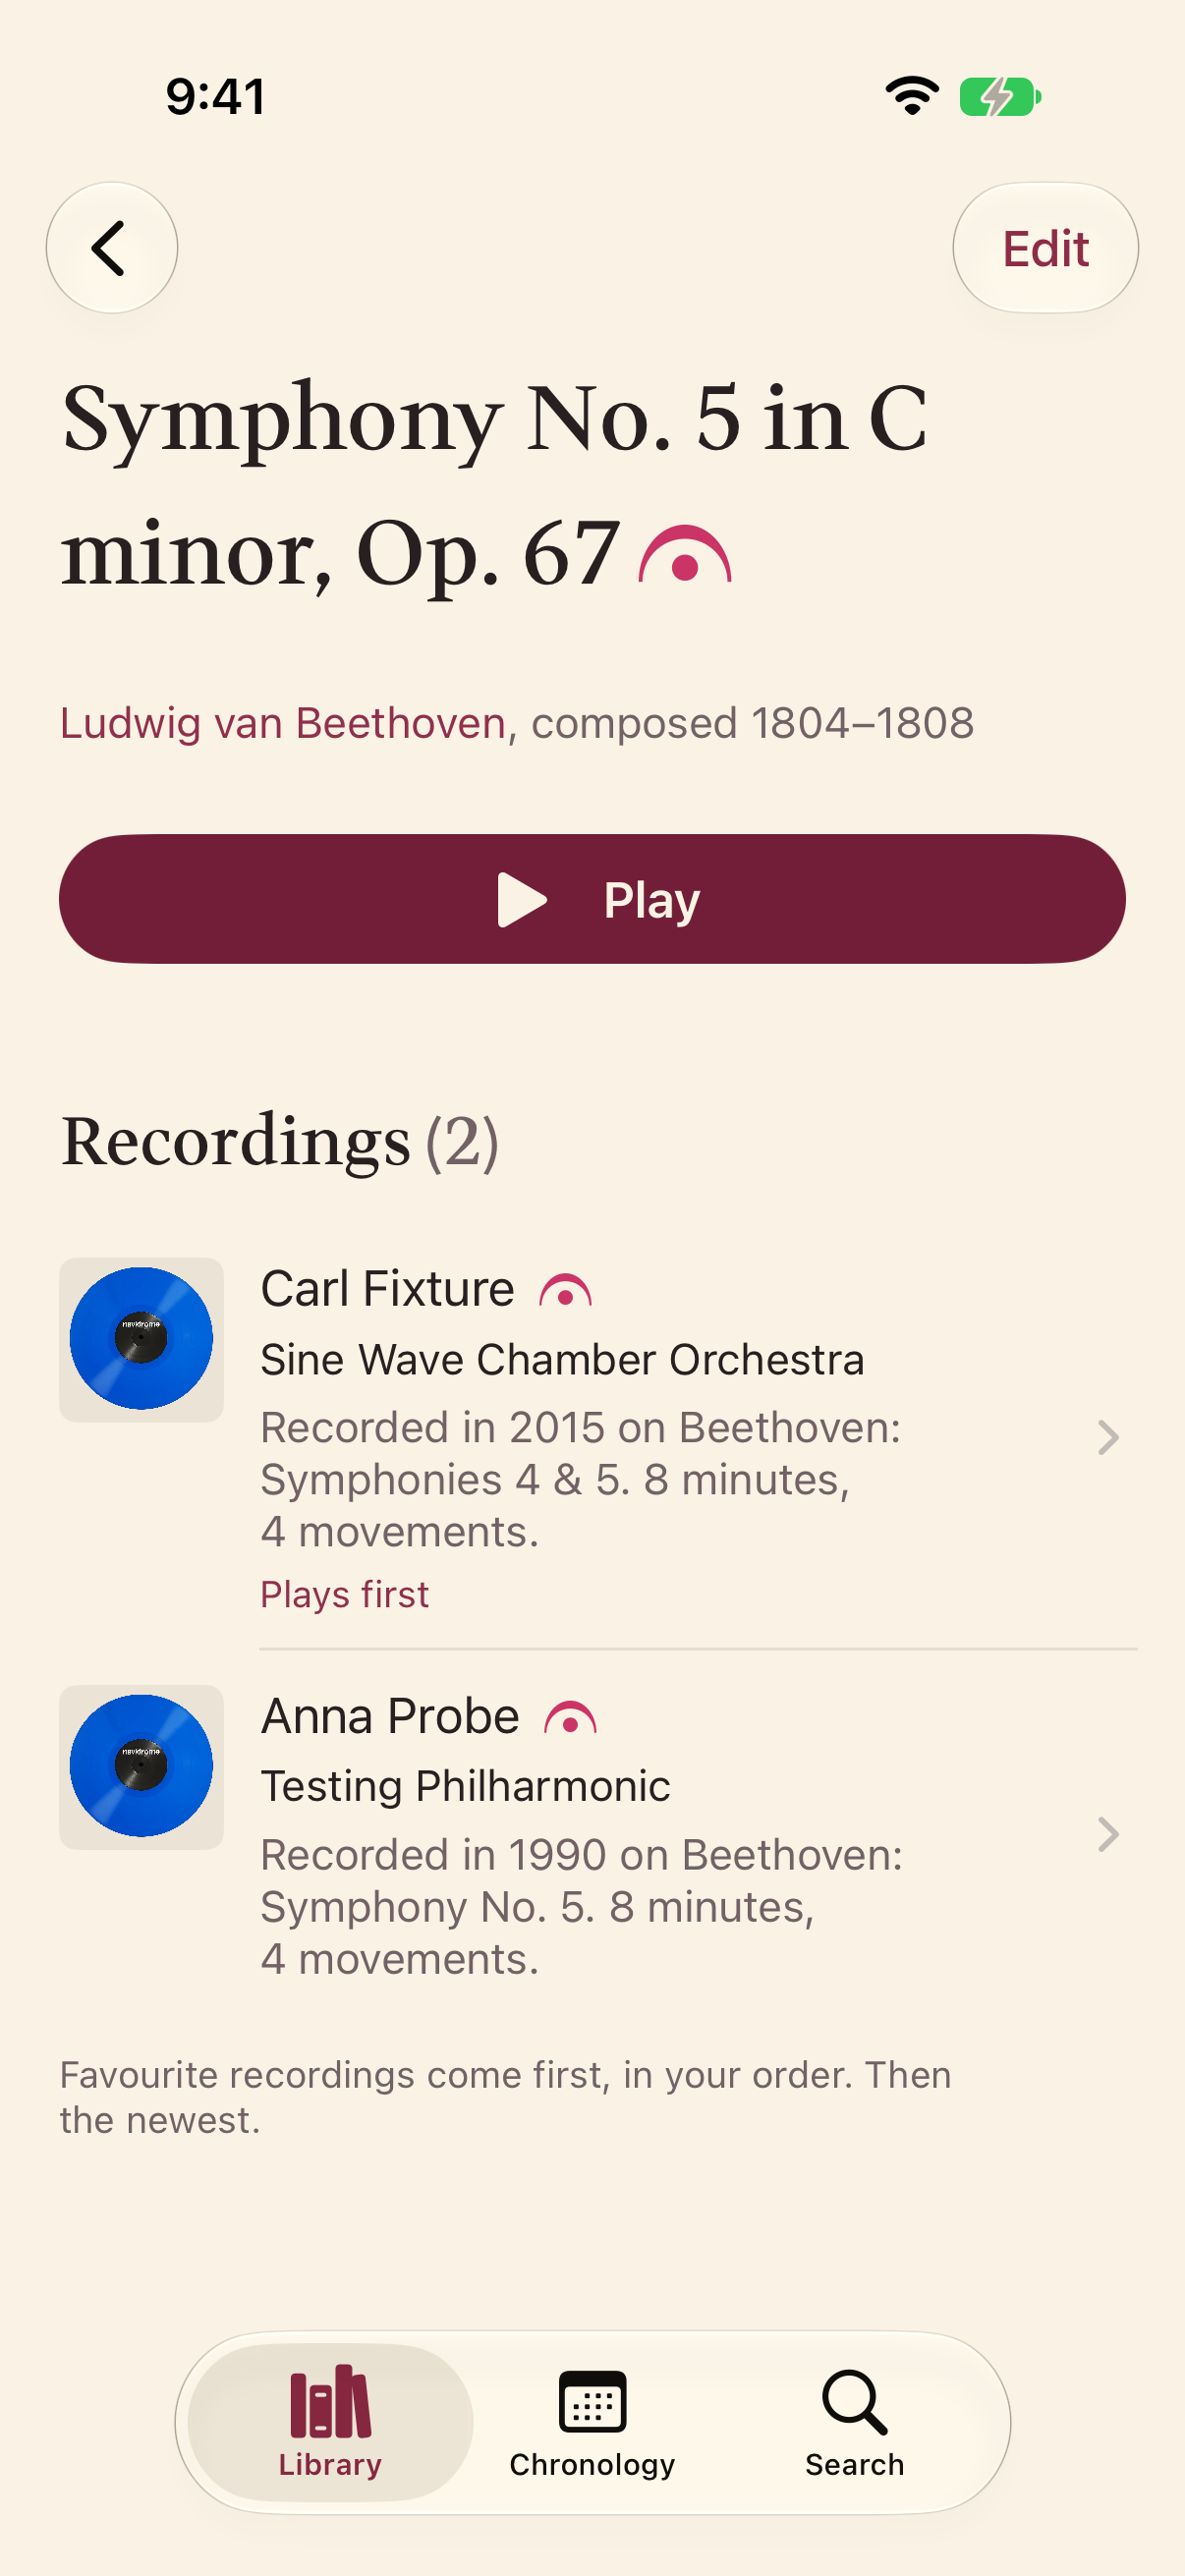 9:41
Edit
Symphony No. 5 in C
minor, Op. 67
Ludwig van Beethoven, composed 1804–1808
Play
Recordings (2)
navidrome
Carl Fixture
Sine Wave Chamber Orchestra
Recorded in 2015 on Beethoven:
Symphonies 4 & 5. 8 minutes,
4 movements.
Plays first
navidrome
Anna Probe
Testing Philharmonic
Recorded in 1990 on Beethoven:
Symphony No. 5. 8 minutes,
4 movements.
Favourite recordings come first, in your order. Then
the newest.
Library
Chronology
Search